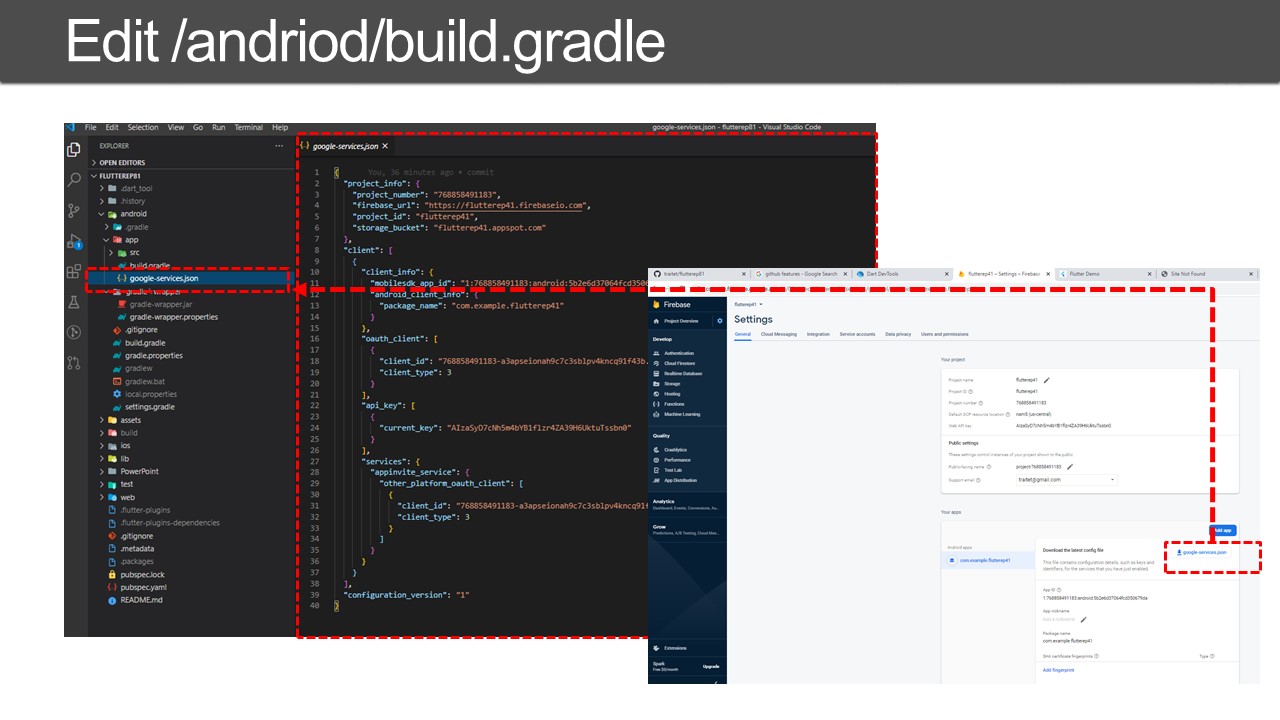 Edit /andriod/build.gradle
File Edit Selection View Go Run Terminal Help
google-services.json - flutterep81 - Visual Studio Code
EXPLORER
OPEN EDITORS
FLUTTEREP81
.dart_tool
.history
android
.gradle
app
src
build.gradle
google-services.json
gradle-wrapper
gradle-wrapper.jar
gradle-wrapper.properties
.gitignore
build.gradle
gradle.properties
gradlew
gradlew.bat
local.properties
settings.gradle
assets
build
ios
lib
PowerPoint
test
web
.flutter-plugins
.flutter-plugins-dependencies
.gitignore
.metadata
.packages
pubspec.lock
pubspec.yaml
README.md
google-services.json
You, 36 minutes ago • commit
1 {
2 "project_info": {
3 "project_number": "768858491183",
4 "firebase_url": "https://flutterep41.firebaseio.com",
5 "project_id": "flutterep41",
6 "storage_bucket": "flutterep41.appspot.com"
7 },
8 "client": [
9 {
10 "client_info": {
11 "mobilesdk_app_id": "1:768858491183:android:5b2e6d37064fcd350
12 "android_client_info": {
13 "package_name": "com.example.flutterep41"
14 }
15 },
16 "oauth_client": [
17 {
18 "client_id": "768858491183-a3apseionah9c7c3sblpv4kncq91f43b.
19 "client_type": 3
20 }
21 ],
22 "api_key": [
23 {
24 "current_key": "AIzaSyD7cNh5m4bYB1flzr4ZA39H6UktuTssbn0"
25 }
26 ],
27 "services": {
28 "appinvite_service": {
29 "other_platform_oauth_client": [
30 {
31 "client_id": "768858491183-a3apseionah9c7c3sblpv4kncq91f
32 "client_type": 3
33 }
34 ]
35 }
36 }
37 }
38 ],
39 "configuration_version": "1"
40 }
traitet/flutterep81
github features - Google Search
Dart DevTools
flutterep41 – Settings – Firebase
Flutter Demo
Site Not Found
Firebase
Project Overview
Develop
Authentication
Cloud Firestore
Realtime Database
Storage
Hosting
Functions
Machine Learning
Quality
Crashlytics
Performance
Test Lab
App Distribution
Analytics
Dashboard, Events, Conversions, Au...
Grow
Predictions, A/B Testing, Cloud Mes...
Extensions
Spark
Free $0/month
Upgrade
flutterep41
Settings
General Cloud Messaging Integration Service accounts Data privacy Users and permissions
Your project
Project name flutterep41
Project ID flutterep41
Project number 768858491183
Default GCP resource location nam5 (us-central)
Web API key AIzaSyD7cNh5m4bYB1flzr4ZA39H6UktuTssbn0
Public settings
These settings control instances of your project shown to the public
Public-facing name project-768858491183
Support email traitet@gmail.com
Your apps
Add app
Android apps
com.example.flutterep41
Download the latest config file
This file contains configuration details, such as keys and
identifiers, for the services that you have just enabled.
google-services.json
App ID
1:768858491183:android:5b2e6d37064fcd350679da
App nickname
Add a nickname
Package name
com.example.flutterep41
SHA certificate fingerprints Type
Add fingerprint